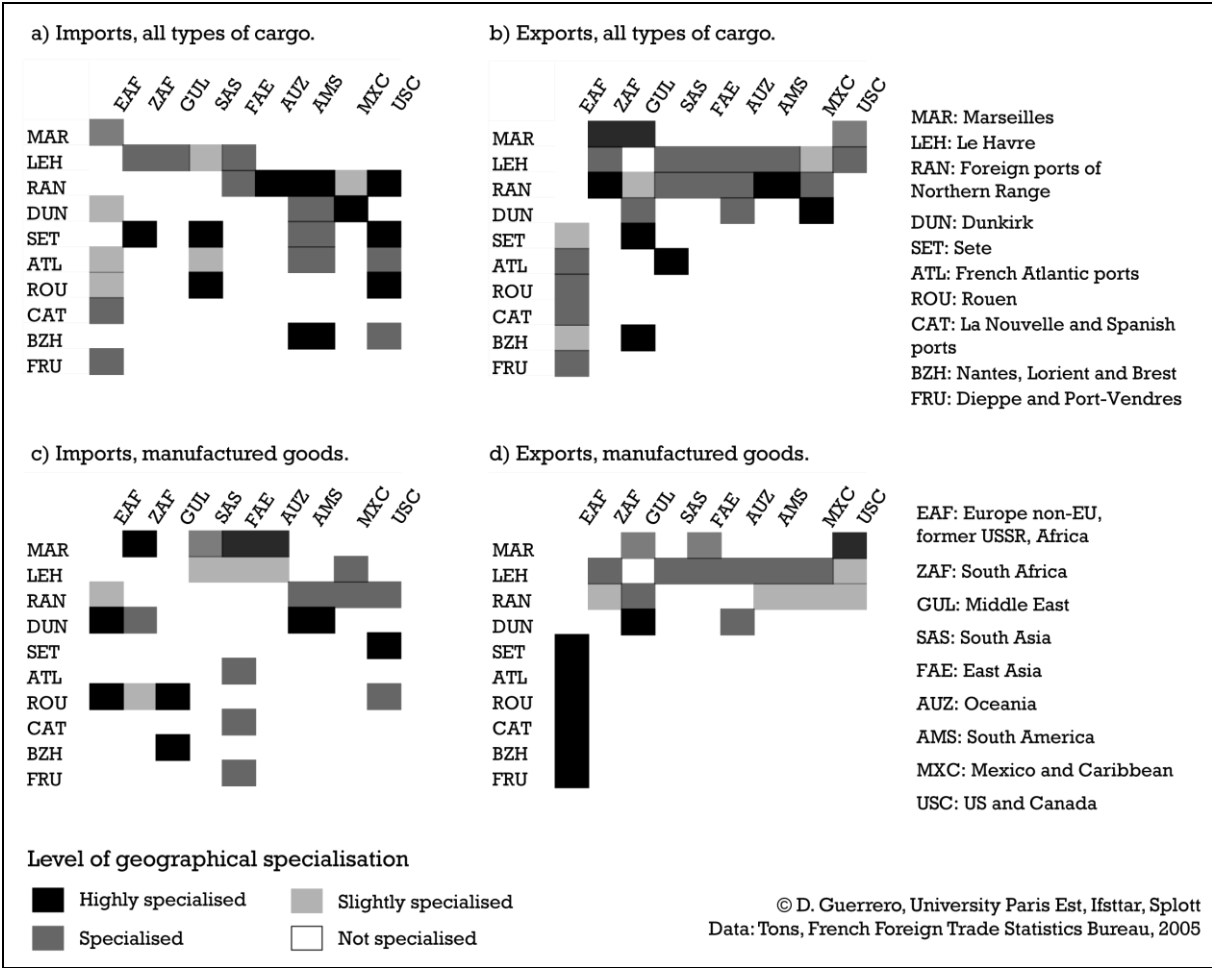 a) Imports, all types of cargo.
EAF ZAF GUL SAS FAE AUZ AMS MXC USC
MAR
LEH
RAN
DUN
SET
ATL
ROU
CAT
BZH
FRU
b) Exports, all types of cargo.
EAF ZAF GUL SAS FAE AUZ AMS MXC USC
MAR
LEH
RAN
DUN
SET
ATL
ROU
CAT
BZH
FRU
MAR: Marseilles
LEH: Le Havre
RAN: Foreign ports of
Northern Range
DUN: Dunkirk
SET: Sete
ATL: French Atlantic ports
ROU: Rouen
CAT: La Nouvelle and Spanish
ports
BZH: Nantes, Lorient and Brest
FRU: Dieppe and Port-Vendres
c) Imports, manufactured goods.
EAF ZAF GUL SAS FAE AUZ AMS MXC USC
MAR
LEH
RAN
DUN
SET
ATL
ROU
CAT
BZH
FRU
d) Exports, manufactured goods.
EAF ZAF GUL SAS FAE AUZ AMS MXC USC
MAR
LEH
RAN
DUN
SET
ATL
ROU
CAT
BZH
FRU
EAF: Europe non-EU,
former USSR, Africa
ZAF: South Africa
GUL: Middle East
SAS: South Asia
FAE: East Asia
AUZ: Oceania
AMS: South America
MXC: Mexico and Caribbean
USC: US and Canada
Level of geographical specialisation
Highly specialised
Slightly specialised
Specialised
Not specialised
© D. Guerrero, University Paris Est, Ifsttar, Splott
Data: Tons, French Foreign Trade Statistics Bureau, 2005